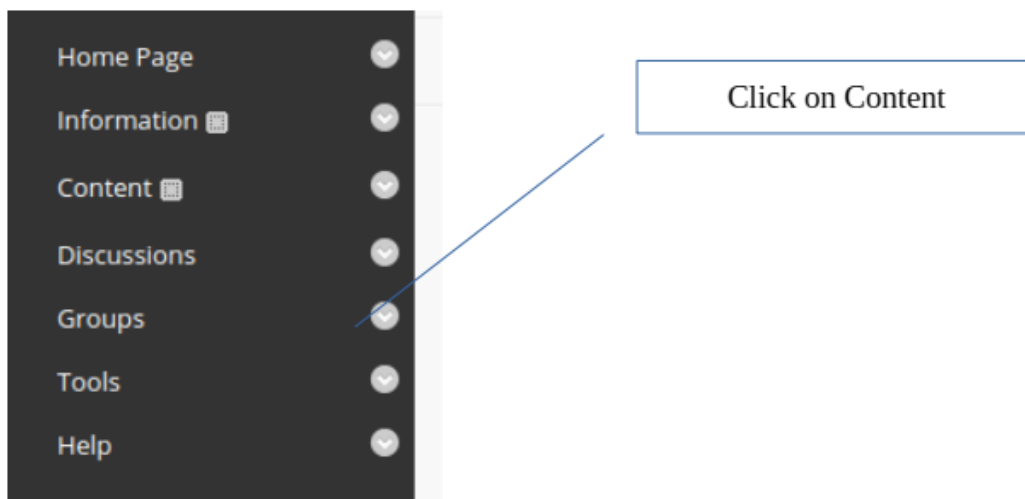 Home Page
Information
Content
Discussions
Groups
Tools
Help
Click on Content